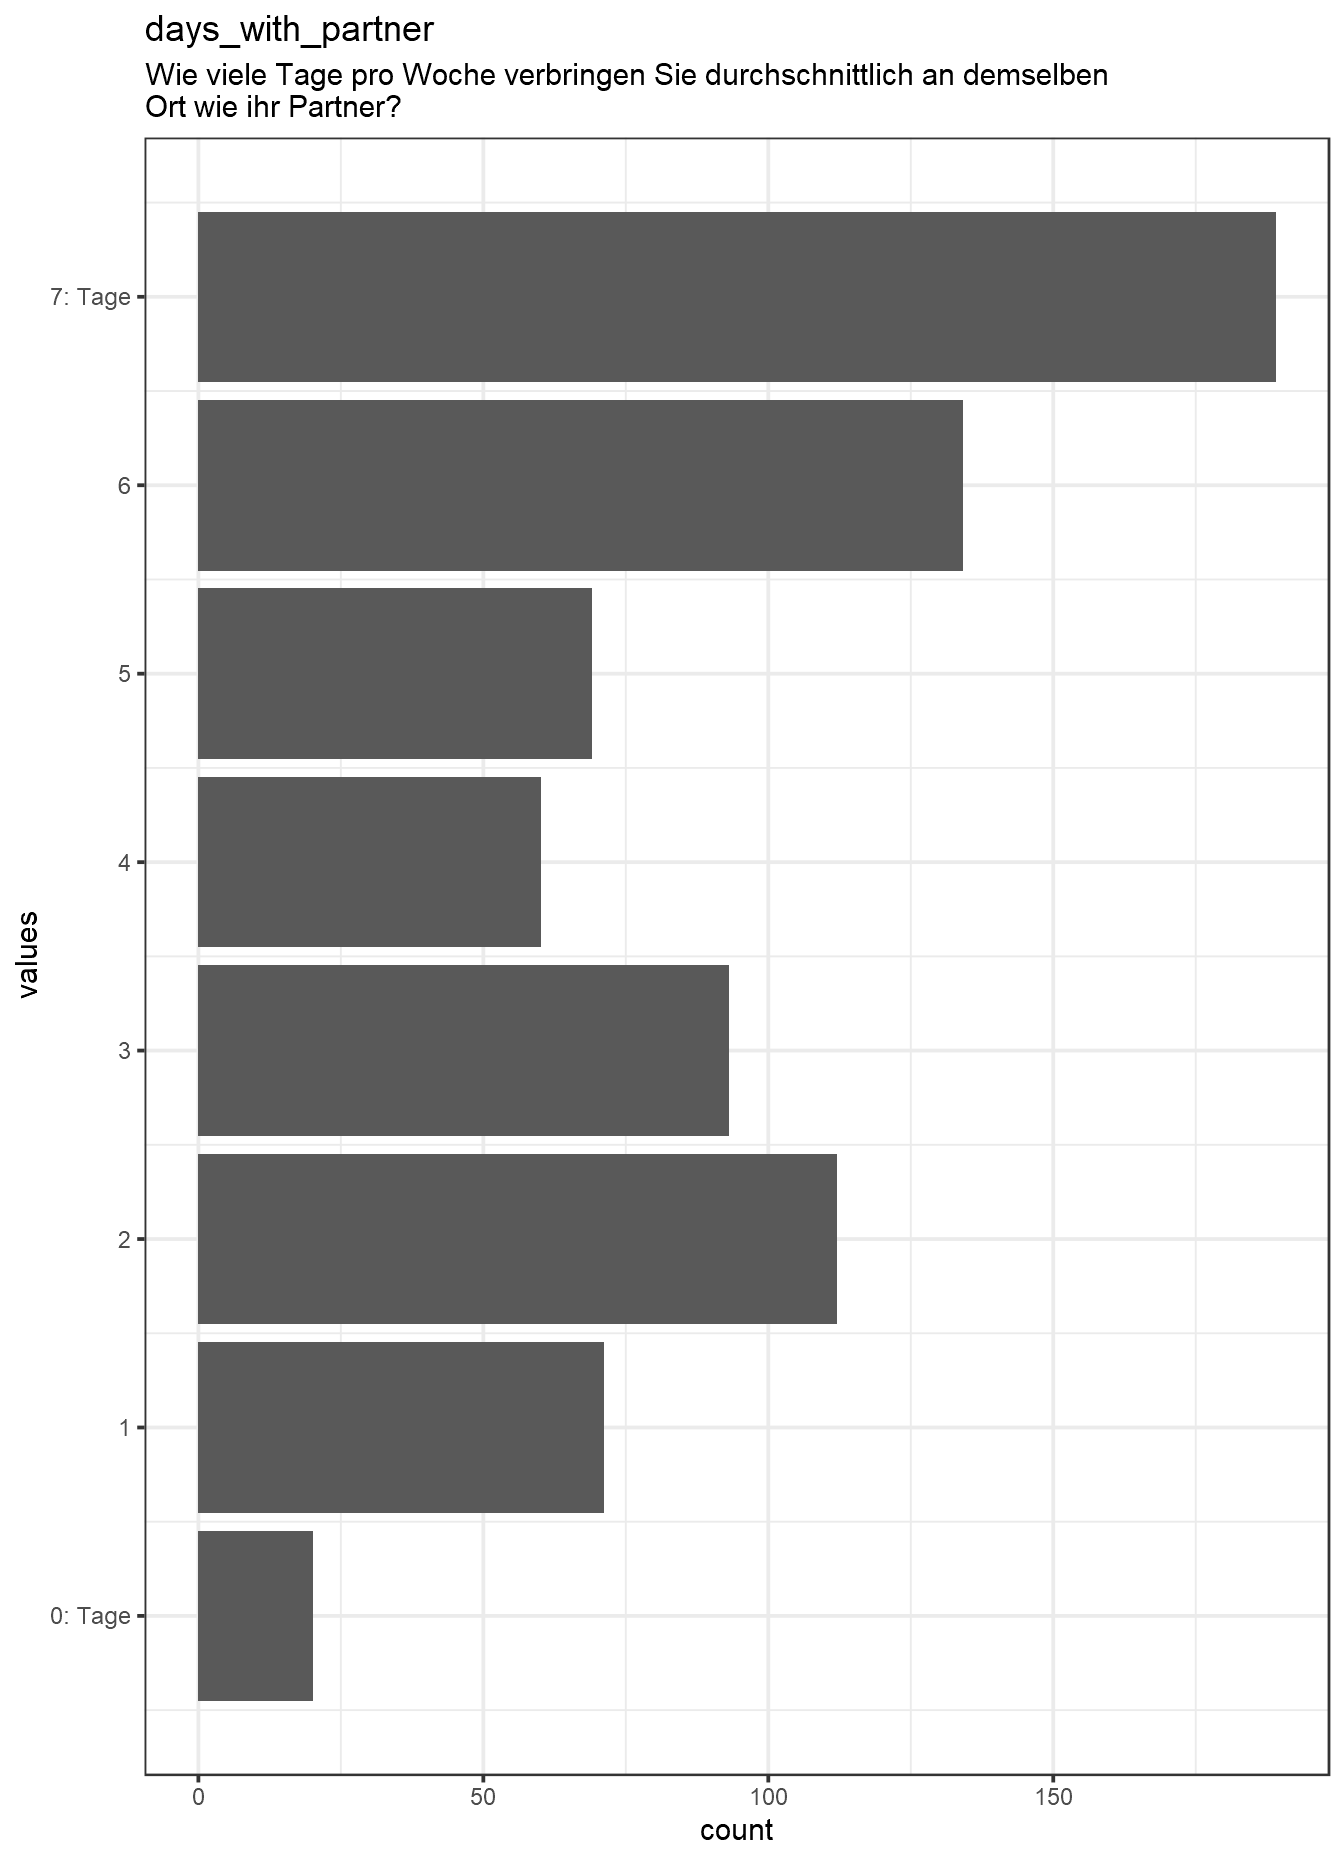 days_with_partner
Wie viele Tage pro Woche verbringen Sie durchschnittlich an demselben
Ort wie ihr Partner?
7: Tage
6
5
4
3
2
1
0: Tage
values
0 50 100 150
count